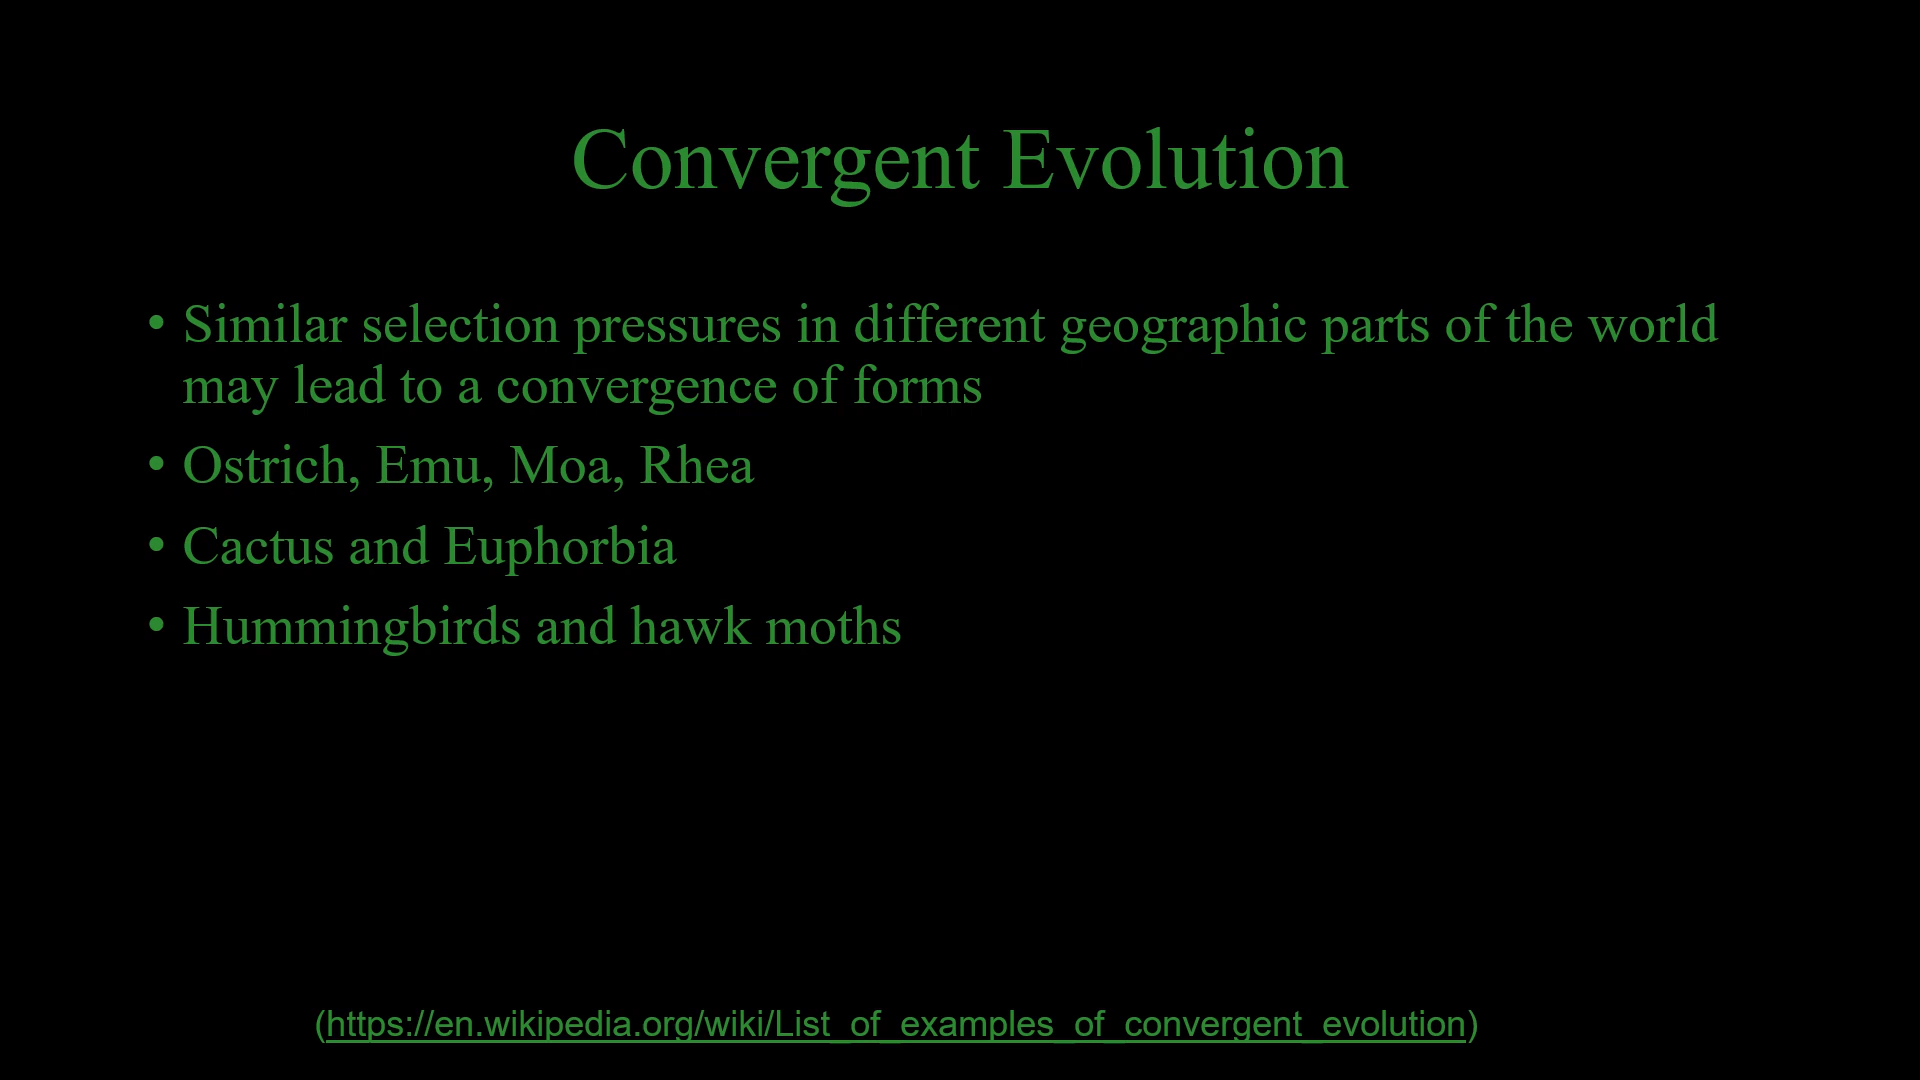 Convergent Evolution
• Similar selection pressures in different geographic parts of the world
may lead to a convergence of forms
• Ostrich, Emu, Moa, Rhea
• Cactus and Euphorbia
• Hummingbirds and hawk moths
(https://en.wikipedia.org/wiki/List_of_examples_of_convergent_evolution)